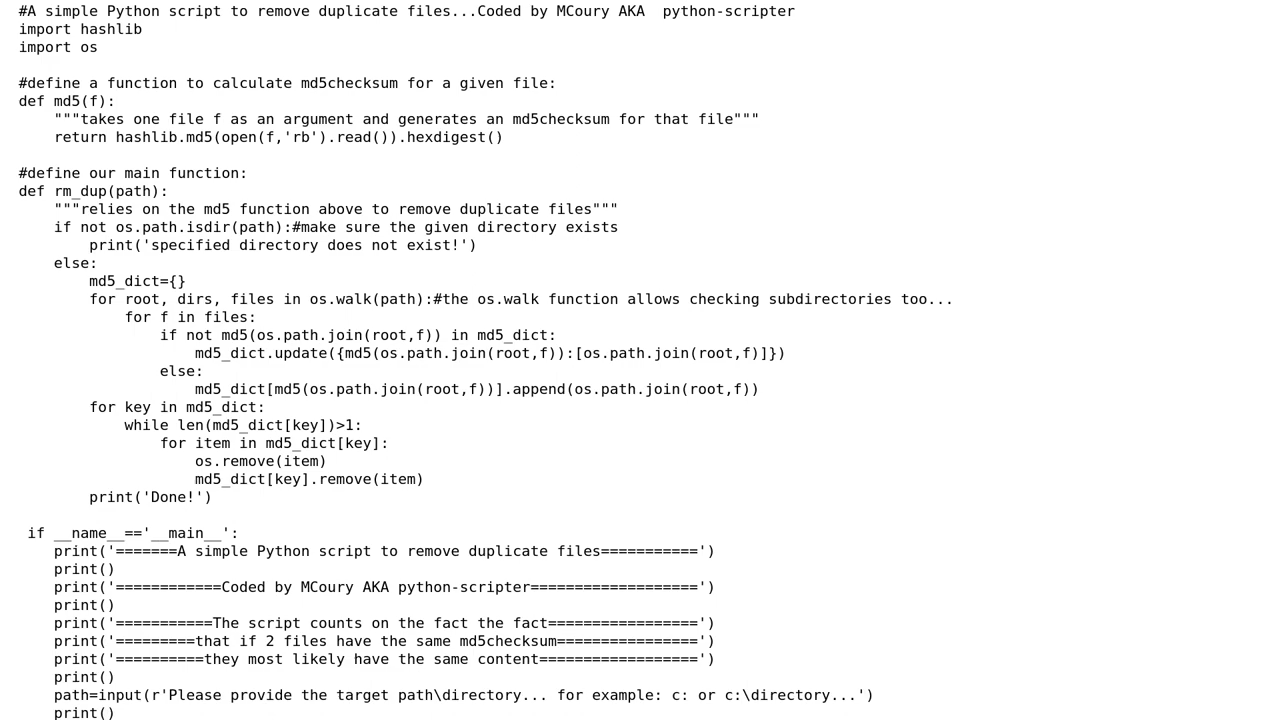 #A simple Python script to remove duplicate files...Coded by MCoury AKA  python-scripter
import hashlib
import os

#define a function to calculate md5checksum for a given file:
def md5(f):
    """takes one file f as an argument and generates an md5checksum for that file"""
    return hashlib.md5(open(f,'rb').read()).hexdigest()

#define our main function:
def rm_dup(path):
    """relies on the md5 function above to remove duplicate files"""
    if not os.path.isdir(path):#make sure the given directory exists
        print('specified directory does not exist!')
    else:
        md5_dict={}
        for root, dirs, files in os.walk(path):#the os.walk function allows checking subdirectories too...
            for f in files:
                if not md5(os.path.join(root,f)) in md5_dict:
                    md5_dict.update({md5(os.path.join(root,f)):[os.path.join(root,f)]})
                else:
                    md5_dict[md5(os.path.join(root,f))].append(os.path.join(root,f))
        for key in md5_dict:
            while len(md5_dict[key])>1:
                for item in md5_dict[key]:
                    os.remove(item)
                    md5_dict[key].remove(item)
        print('Done!')

 if __name__=='__main__':
    print('=======A simple Python script to remove duplicate files===========')
    print()
    print('============Coded by MCoury AKA python-scripter===================')
    print()
    print('===========The script counts on the fact the fact=================')
    print('=========that if 2 files have the same md5checksum================')
    print('==========they most likely have the same content==================')
    print()
    path=input(r'Please provide the target path\directory... for example: c: or c:\directory...')
    print()